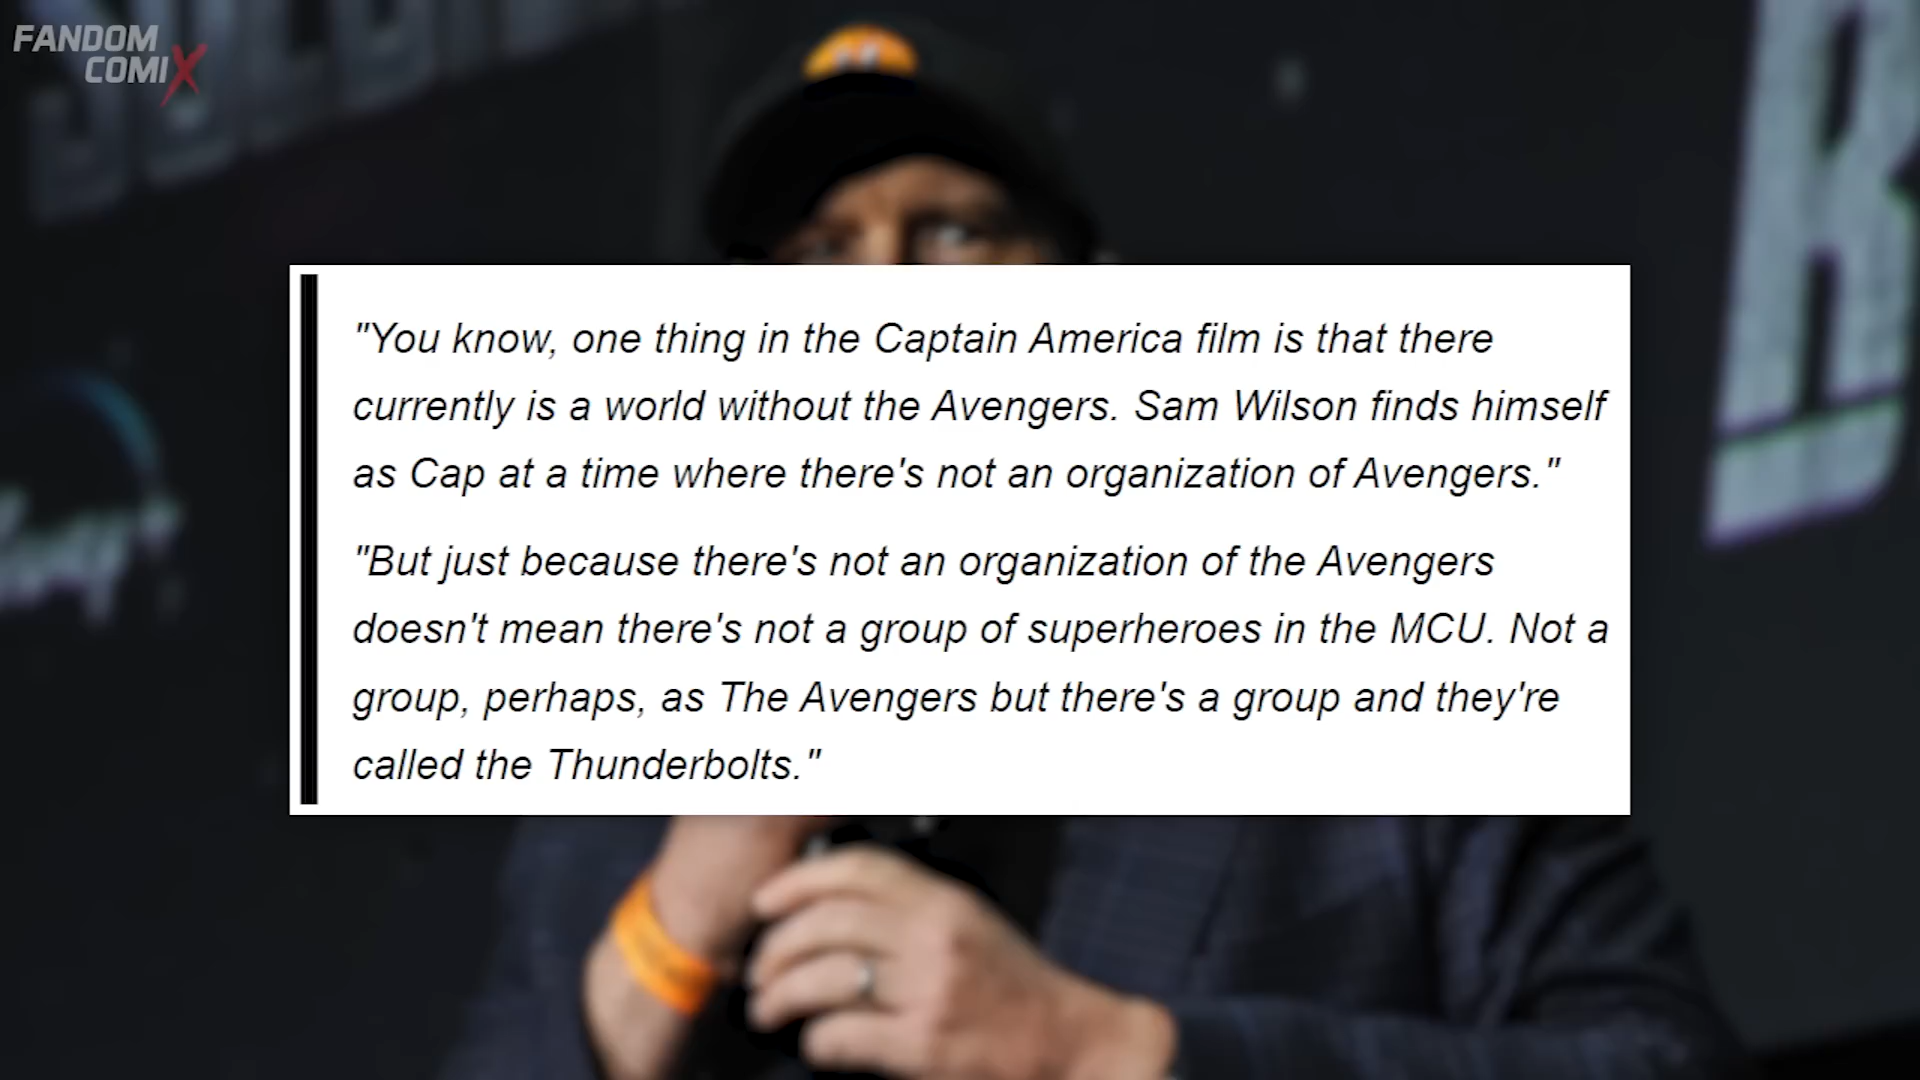 FANDOM
COMIX
"You know, one thing in the Captain America film is that there
currently is a world without the Avengers. Sam Wilson finds himself
as Cap at a time where there's not an organization of Avengers."
"But just because there's not an organization of the Avengers
doesn't mean there's not a group of superheroes in the MCU. Not a
group, perhaps, as The Avengers but there's a group and they're
called the Thunderbolts."